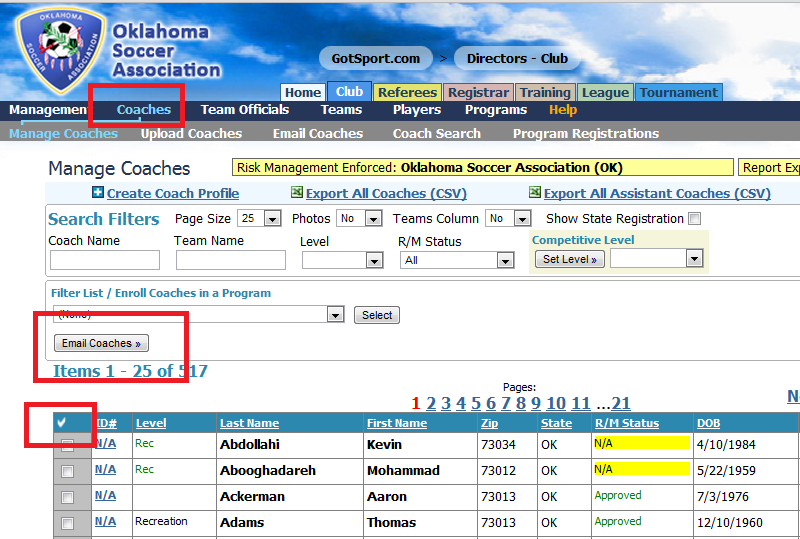 OKLAHOMA SOCCER ASSOCIATION
Oklahoma
Soccer
Association
GotSport.com > Directors - Club
Home Club Referees Registrar Training League Tournament
Management Coaches Team Officials Teams Players Programs Help
Manage Coaches Upload Coaches Email Coaches Coach Search Program Registrations
Manage Coaches Risk Management Enforced: Oklahoma Soccer Association (OK) Report Exp
Create Coach Profile Export All Coaches (CSV) Export All Assistant Coaches (CSV)
Search Filters Page Size 25 Photos No Teams Column No Show State Registration
Coach Name Team Name Level R/M Status Competitive Level
All Set Level »
Filter List / Enroll Coaches in a Program
(None) Select
Email Coaches »
Items 1 - 25 of 517
Pages:
1 2 3 4 5 6 7 8 9 10 11 ...21
ID# Level Last Name First Name Zip State R/M Status DOB
N/A Rec Abdollahi Kevin 73034 OK N/A 4/10/1984
N/A Rec Abooghadareh Mohammad 73012 OK N/A 5/22/1959
N/A Ackerman Aaron 73013 OK Approved 7/3/1976
N/A Recreation Adams Thomas 73013 OK Approved 12/10/1960